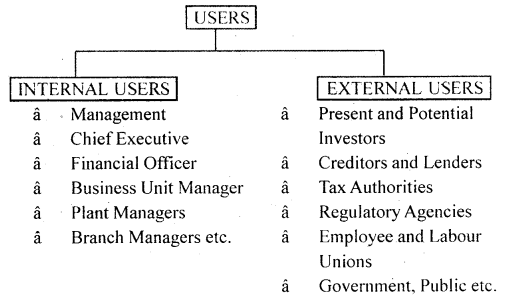 USERS
INTERNAL USERS
â Management
â Chief Executive
â Financial Officer
â Business Unit Manager
â Plant Managers
â Branch Managers etc.
EXTERNAL USERS
â Present and Potential
Investors
â Creditors and Lenders
â Tax Authorities
â Regulatory Agencies
â Employee and Labour
Unions
â Government, Public etc.